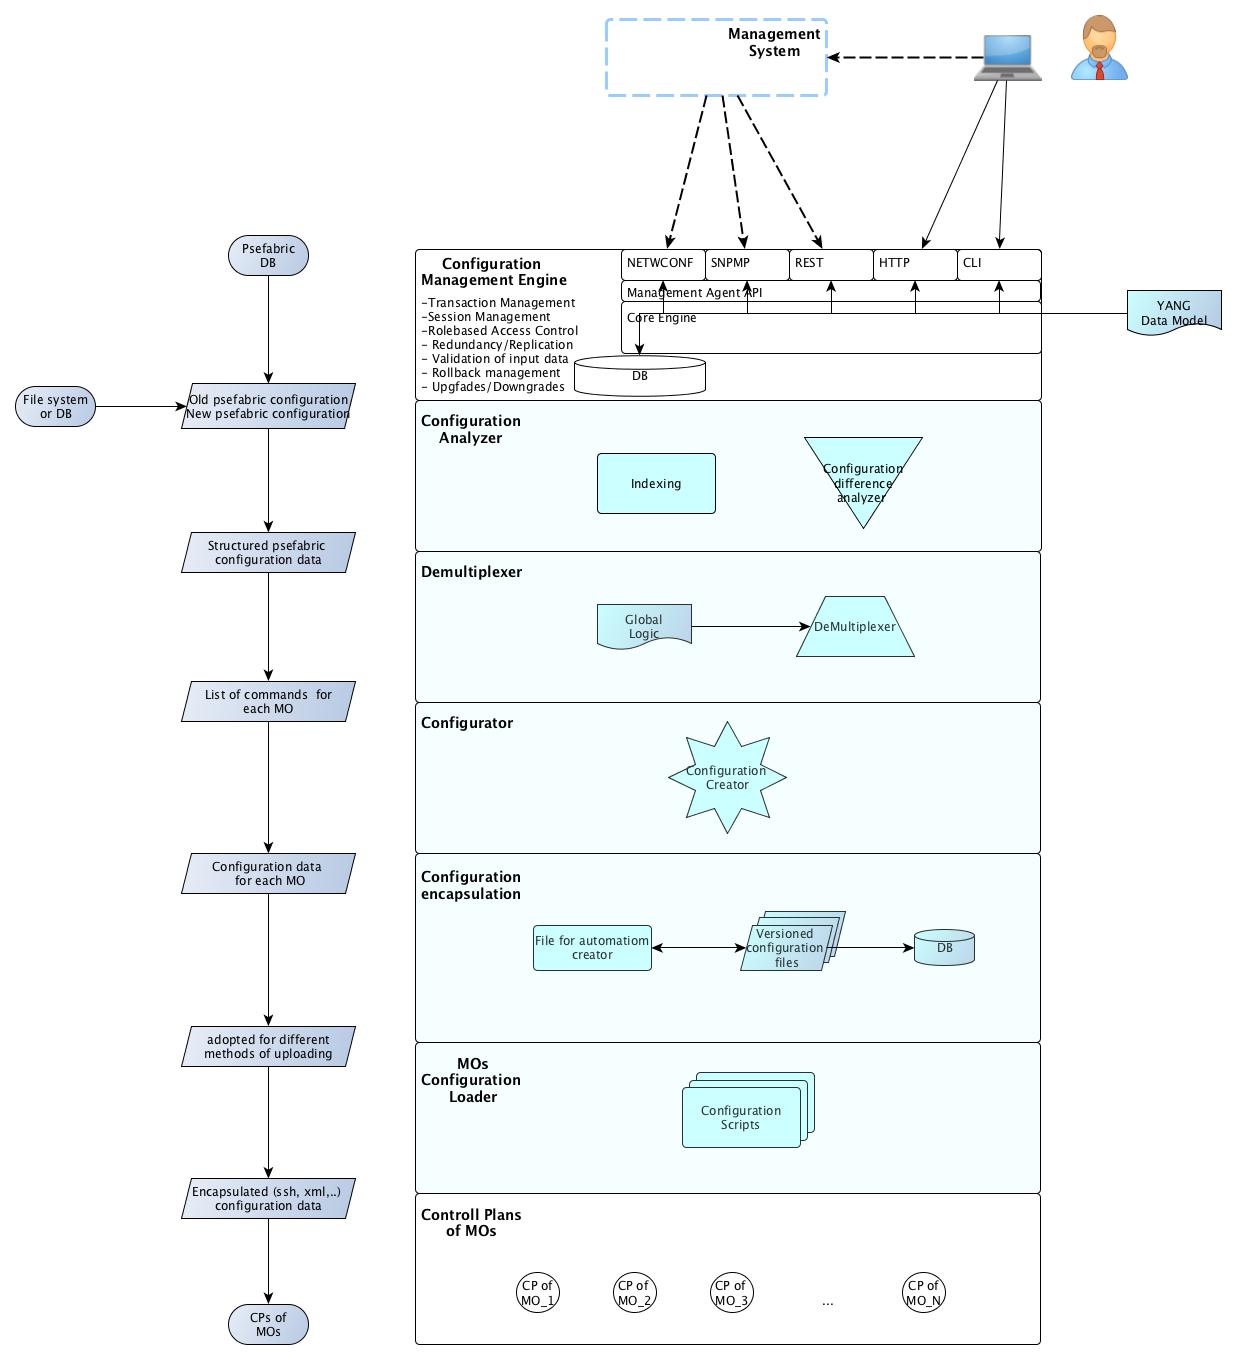 Management
System
Psefabric
DB
Configuration
Management Engine
-Transaction Management
-Session Management
-Rolebased Access Control
- Redundancy/Replication
- Validation of input data
- Rollback management
- Upgfades/Downgrades
NETWCONF
SNPMP
REST
HTTP
CLI
Management Agent API
Core Engine
DB
YANG
Data Model
File system
or DB
Old psefabric configuration
New psefabric configuration
Configuration
Analyzer
Indexing
Configuration
difference
analyzer
Structured psefabric
configuration data
Demultiplexer
Global
Logic
DeMultiplexer
List of commands  for
each MO
Configurator
Configuration
Creator
Configuration data
for each MO
Configuration
encapsulation
File for automatiom
creator
Versioned
configuration
files
DB
adopted for different
methods of uploading
MOs
Configuration
Loader
Configuration
Scripts
Encapsulated (ssh, xml,..)
configuration data
Controll Plans
of MOs
CP of
MO_1
CP of
MO_2
CP of
MO_3
...
CP of
MO_N
CPs of
MOs